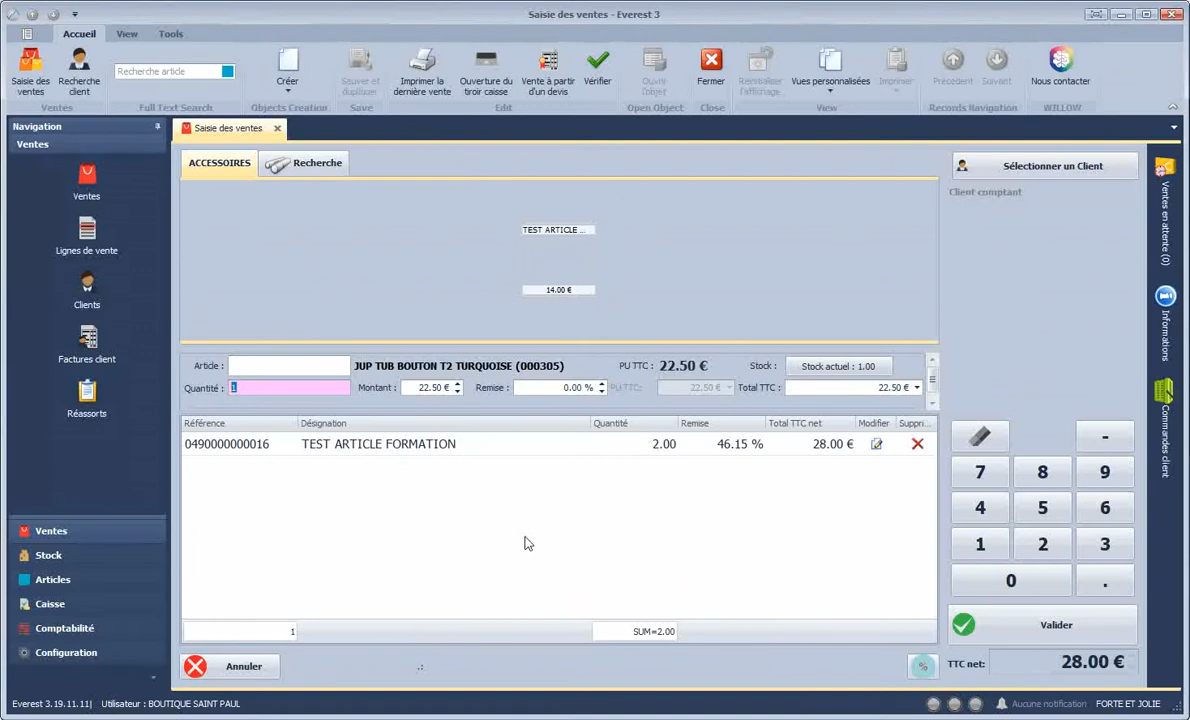 Saisie des ventes - Everest 3
Accueil
View
Tools
Saisie des ventes
Recherche client
Recherche article
Créer
Sauver et dupliquer
Imprimer la dernière vente
Ouverture du tiroir caisse
Vente à partir d'un devis
Vérifier
Ouvrir l'objet
Fermer
Réinitialiser l'affichage
Vues personnalisées
Imprimer
Précédent
Suivant
Nous contacter
Ventes
Full Text Search
Objects Creation
Save
Edit
Open Object
Close
View
Records Navigation
WILLOW
Navigation
Ventes
Ventes
Lignes de vente
Clients
Factures client
Réassorts
Ventes
Stock
Articles
Caisse
Comptabilité
Configuration
Saisie des ventes
ACCESSOIRES
Recherche
TEST ARTICLE ...
14.00 €
Article :
JUP TUB BOUTON T2 TURQUOISE (000305)
PU TTC : 22.50 €
Stock :
Stock actuel : 1.00
Quantité : 1
Montant : 22.50 €
Remise : 0.00 %
PU TTC: 22.50 €
Total TTC : 22.50 €
Référence Désignation Quantité Remise Total TTC net Modifier Suppri...
0490000000016 TEST ARTICLE FORMATION 2.00 46.15 % 28.00 €
1
SUM=2.00
Annuler
%
Sélectionner un Client
Client comptant
-
7 8 9
4 5 6
1 2 3
0 .
Valider
TTC net: 28.00 €
Ventes en attente (0)
Informations
Commandes client
Everest 3.19.11.11| Utilisateur : BOUTIQUE SAINT PAUL
Aucune notification
FORTE ET JOLIE